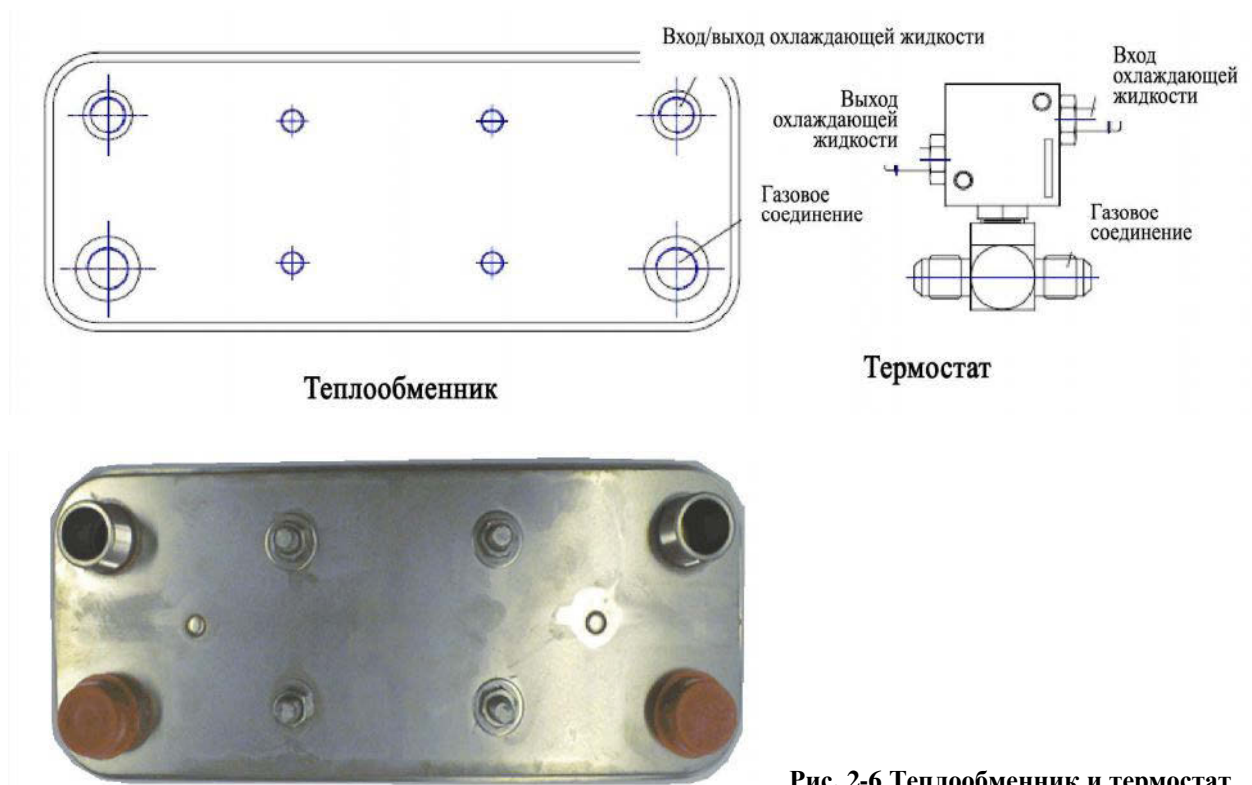 Вход/выход охлаждающей жидкости
Вход
охлаждающей
жидкости
Выход
охлаждающей
жидкости
Газовое
соединение
Газовое
соединение
Теплообменник
Термостат
Рис. 2-6 Теплообменник и термостат